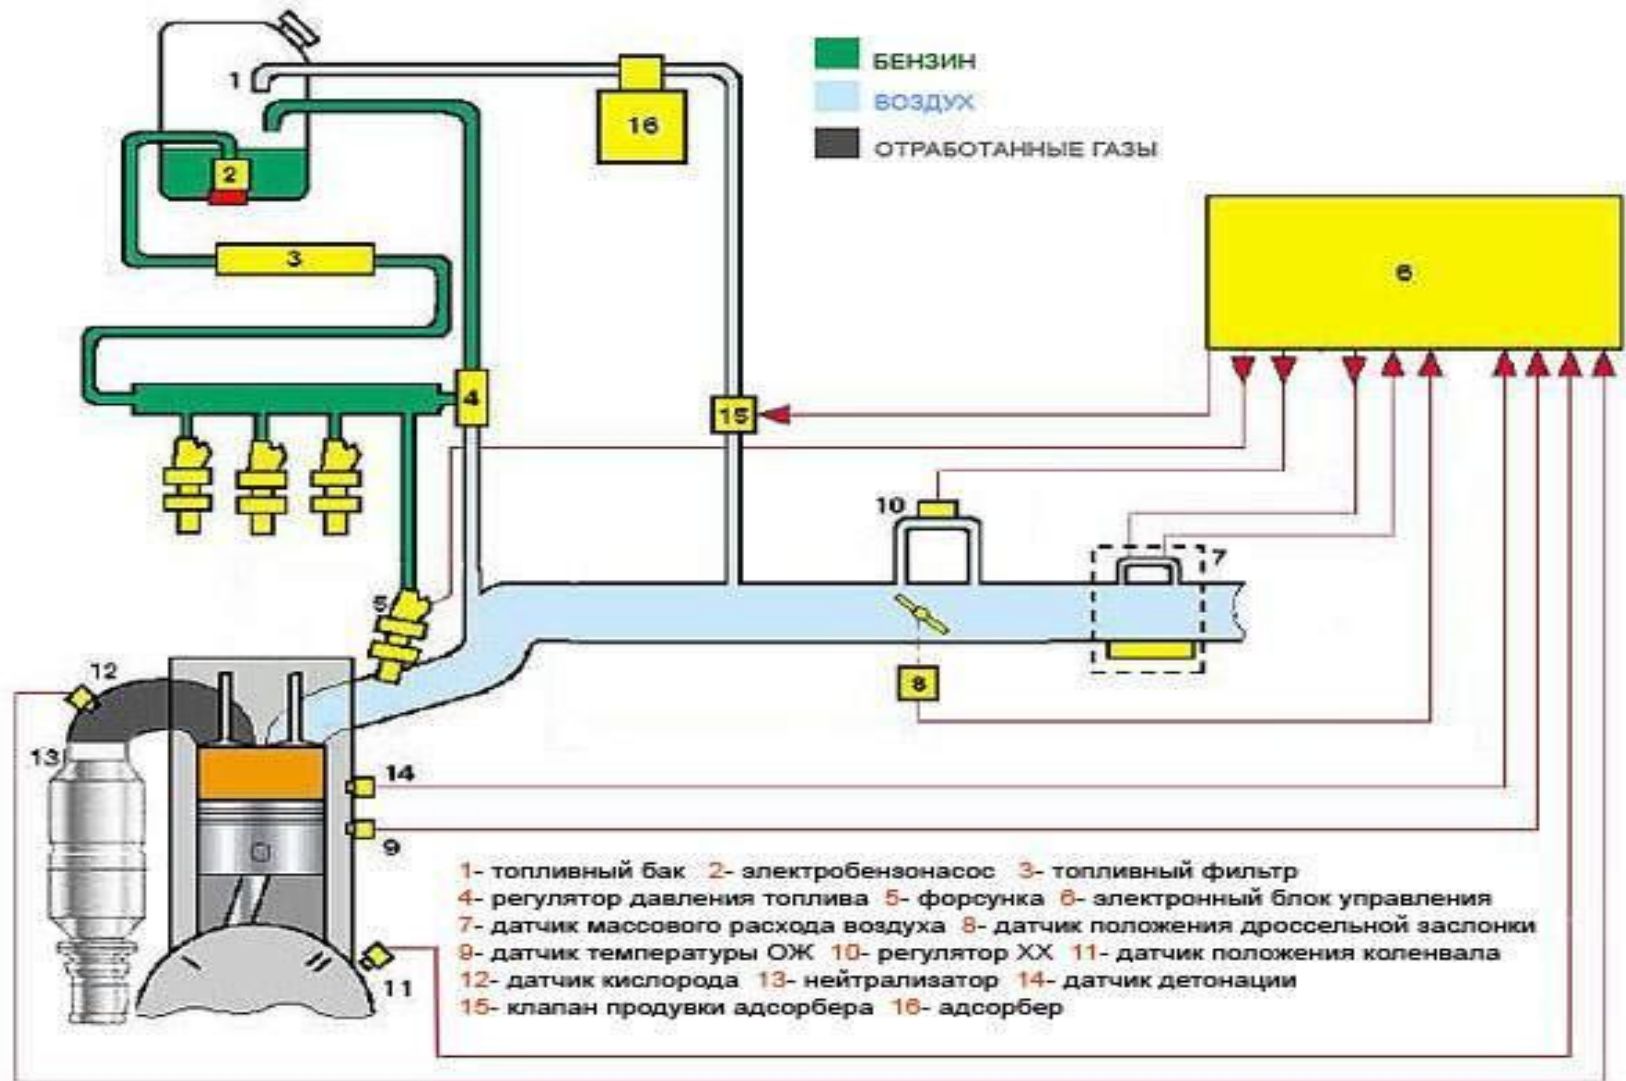 1
2
3
4
16
БЕНЗИН
ВОЗДУХ
ОТРАБОТАННЫЕ ГАЗЫ
6
15
10
7
5
8
12
13
14
9
11
1- топливный бак 2- электробензонасос 3- топливный фильтр
4- регулятор давления топлива 5- форсунка 6- электронный блок управления
7- датчик массового расхода воздуха 8- датчик положения дроссельной заслонки
9- датчик температуры ОЖ 10- регулятор ХХ 11- датчик положения коленвала
12- датчик кислорода 13- нейтрализатор 14- датчик детонации
15- клапан продувки адсорбера 16- адсорбер